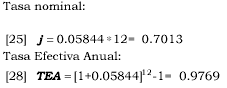 Tasa nominal:
[25] j = 0.05844*12= 0.7013
Tasa Efectiva Anual:
[28] TEA =[1+0.05844]¹²-1= 0.9769